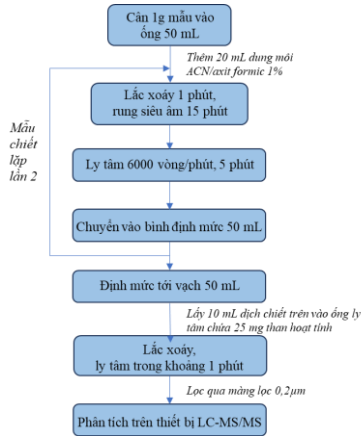 Cân 1g mẫu vào
ống 50 mL
Thêm 20 mL dung môi
ACN/axit formic 1%
Lắc xoáy 1 phút,
rung siêu âm 15 phút
Mẫu
chiết
lặp
lần 2
Ly tâm 6000 vòng/phút, 5 phút
Chuyển vào bình định mức 50 mL
Định mức tới vạch 50 mL
Lấy 10 mL dịch chiết trên vào ống ly
tâm chứa 25 mg than hoạt tính
Lắc xoáy,
ly tâm trong khoảng 1 phút
Lọc qua màng lọc 0,2µm
Phân tích trên thiết bị LC-MS/MS